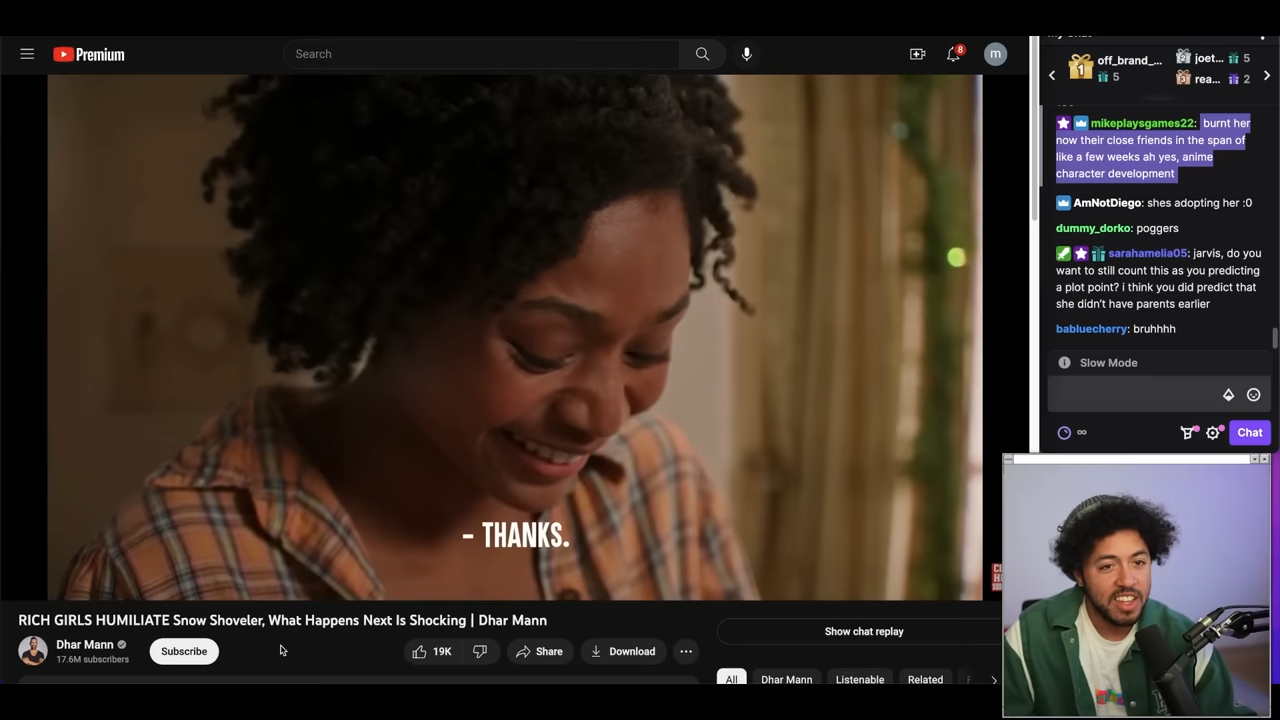 Premium
Search
8
m
- THANKS.
RICH GIRLS HUMILIATE Snow Shoveler, What Happens Next Is Shocking | Dhar Mann
Dhar Mann
17.6M subscribers
Subscribe
19K
Share
Download
Show chat replay
All
Dhar Mann
Listenable
Related
1
off_brand_...
5
2
joet...
5
3
rea...
2
mikeplaysgames22: burnt her
now their close friends in the span of
like a few weeks ah yes, anime
character development
AmNotDiego: shes adopting her :0
dummy_dorko: poggers
sarahamelia05: jarvis, do you
want to still count this as you predicting
a plot point? i think you did predict that
she didn't have parents earlier
babluecherry: bruhhhh
Slow Mode
Chat